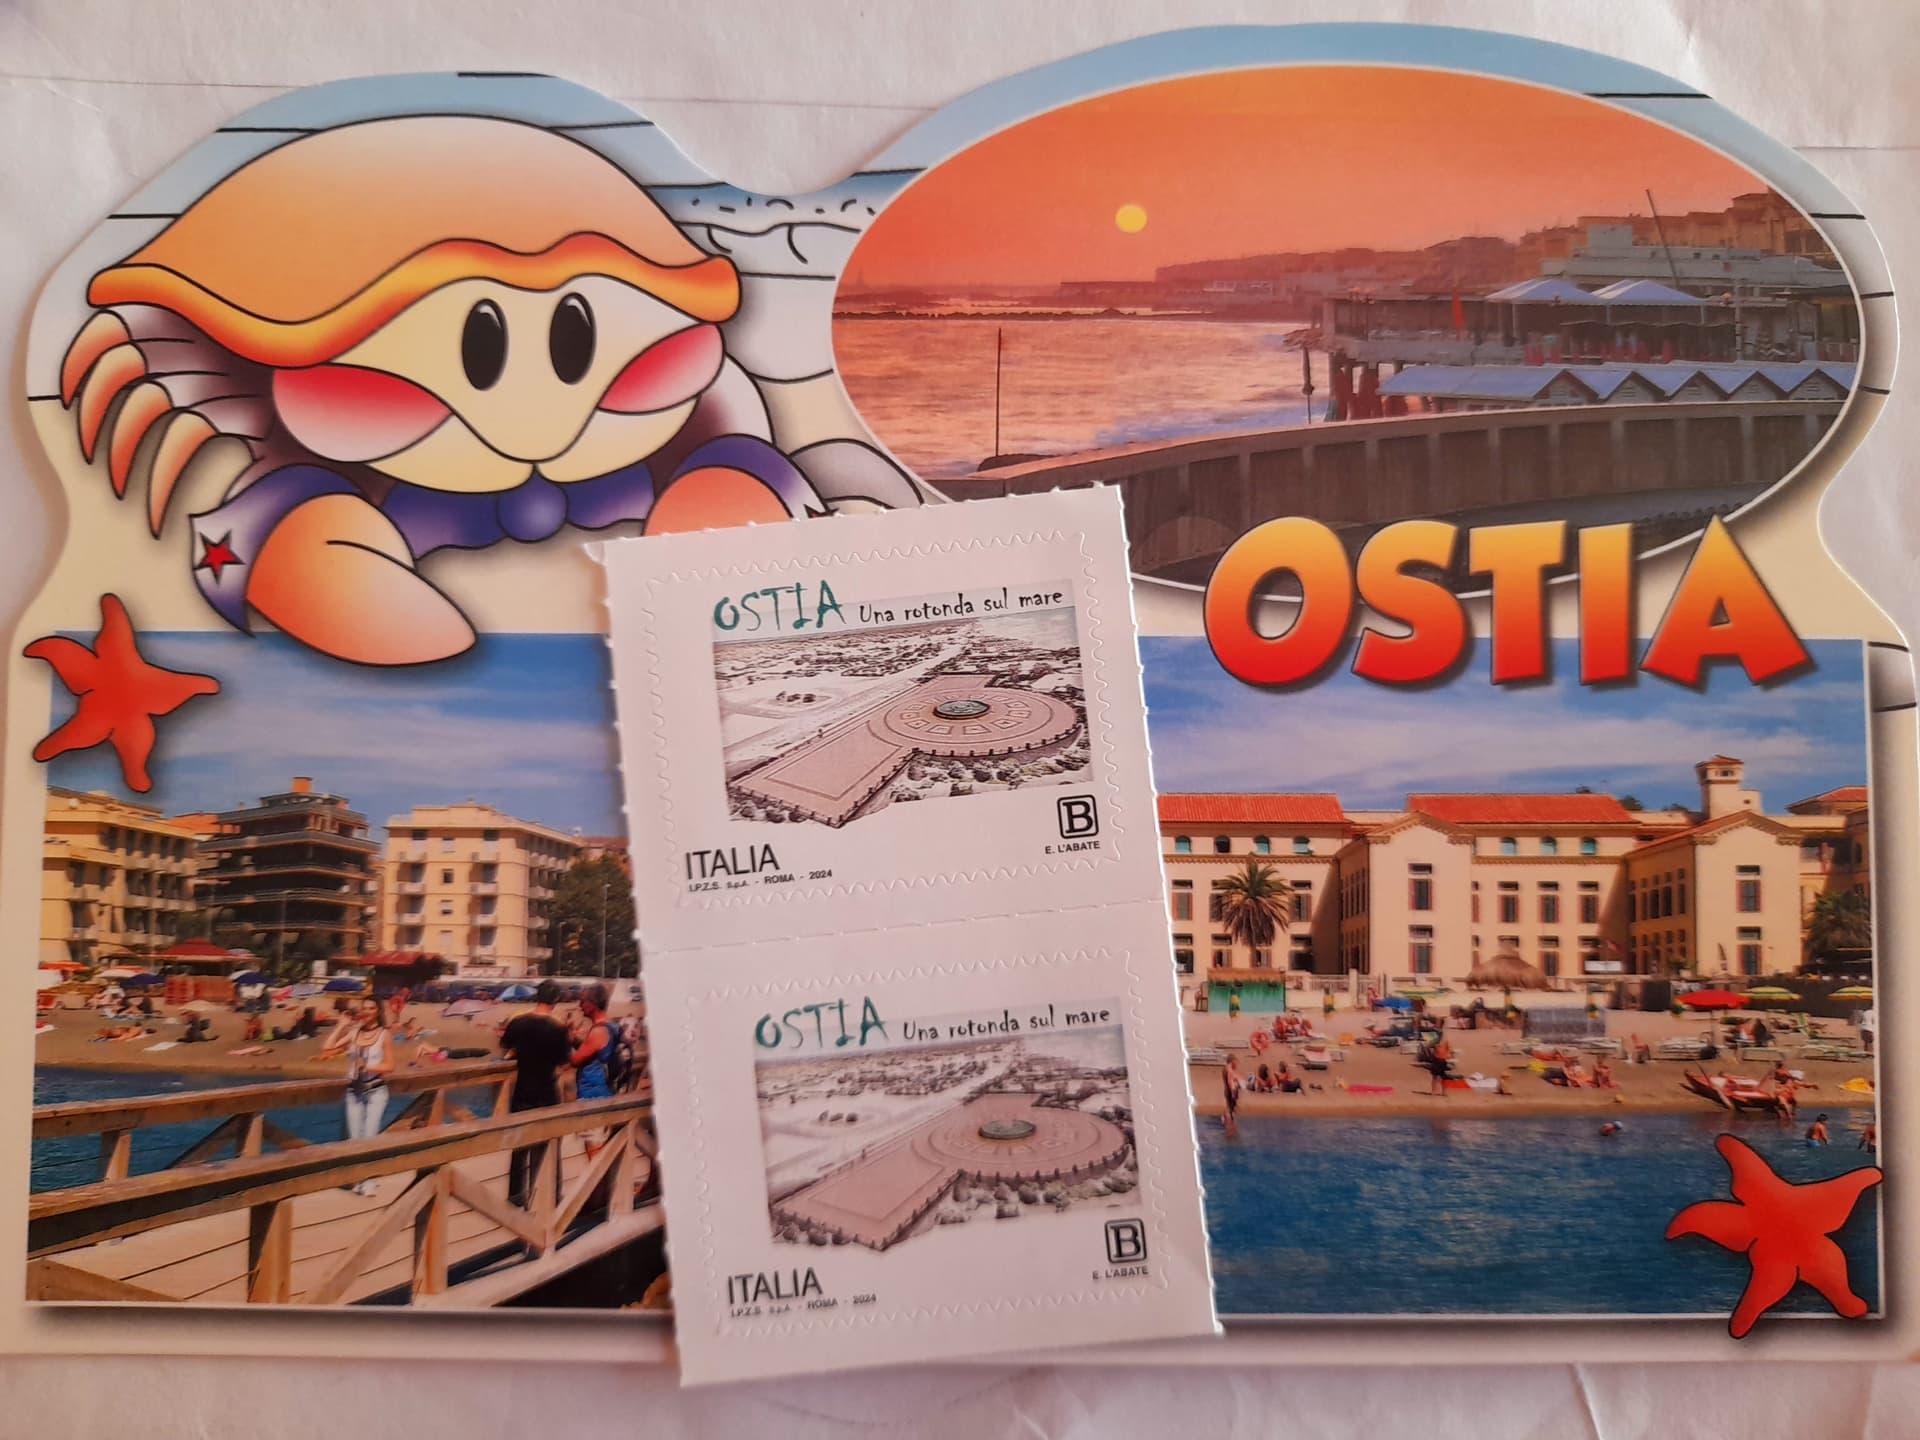 OSTIA
OSTIA Una rotonda sul mare
B
E. L'ABATE
ITALIA
I.P.Z.S. S.p.A. - ROMA - 2024
OSTIA Una rotonda sul mare
B
E. L'ABATE
ITALIA
I.P.Z.S. S.p.A. - ROMA - 2024